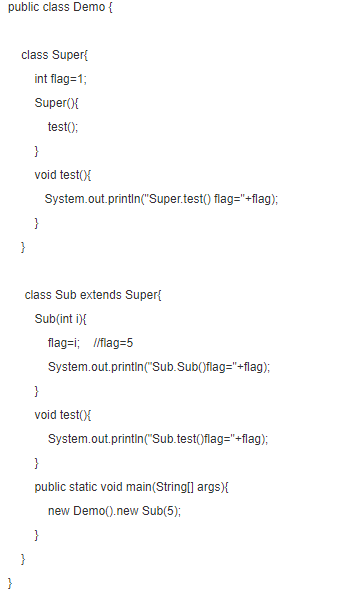 public class Demo {
class Super{
int flag=1;
Super(){
test();
}
void test(){
System.out.println("Super.test() flag="+flag);
}
}
class Sub extends Super{
Sub(int i){
flag=i; //flag=5
System.out.println("Sub.Sub()flag="+flag);
}
void test(){
System.out.println("Sub.test()flag="+flag);
}
public static void main(String[] args){
new Demo().new Sub(5);
}
}
}